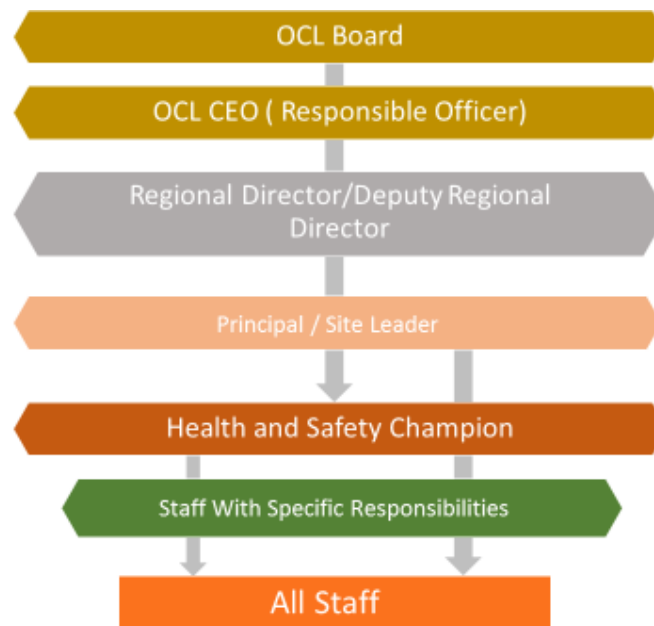 OCL Board
OCL CEO ( Responsible Officer)
Regional Director/Deputy Regional
Director
Principal / Site Leader
Health and Safety Champion
Staff With Specific Responsibilities
All Staff